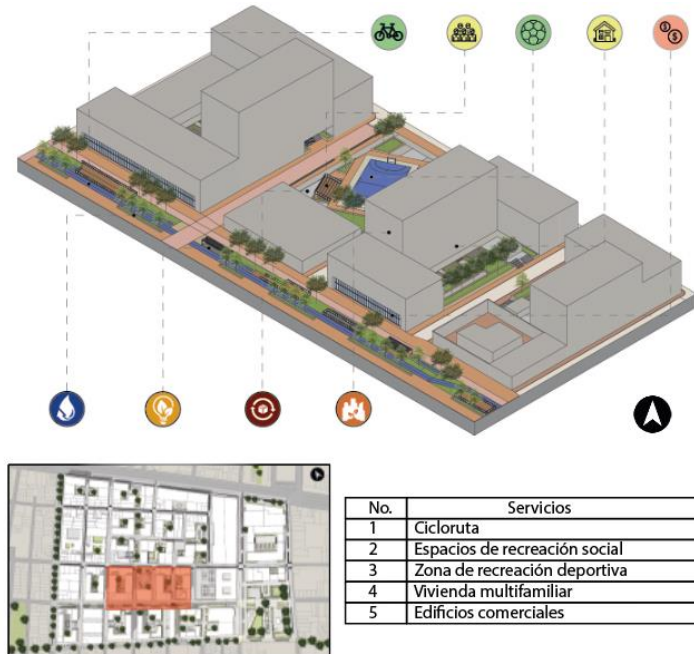 No. Servicios
1 Cicloruta
2 Espacios de recreación social
3 Zona de recreación deportiva
4 Vivienda multifamiliar
5 Edificios comerciales